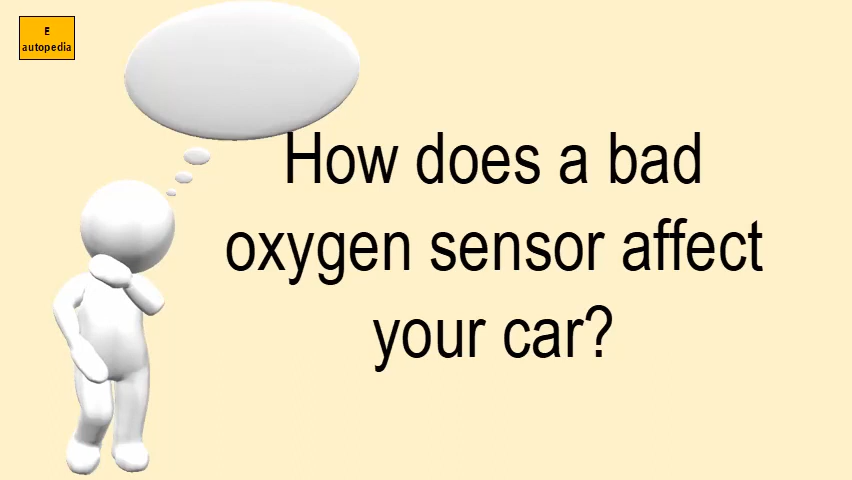 E
autopedia
How does a bad
oxygen sensor affect
your car?